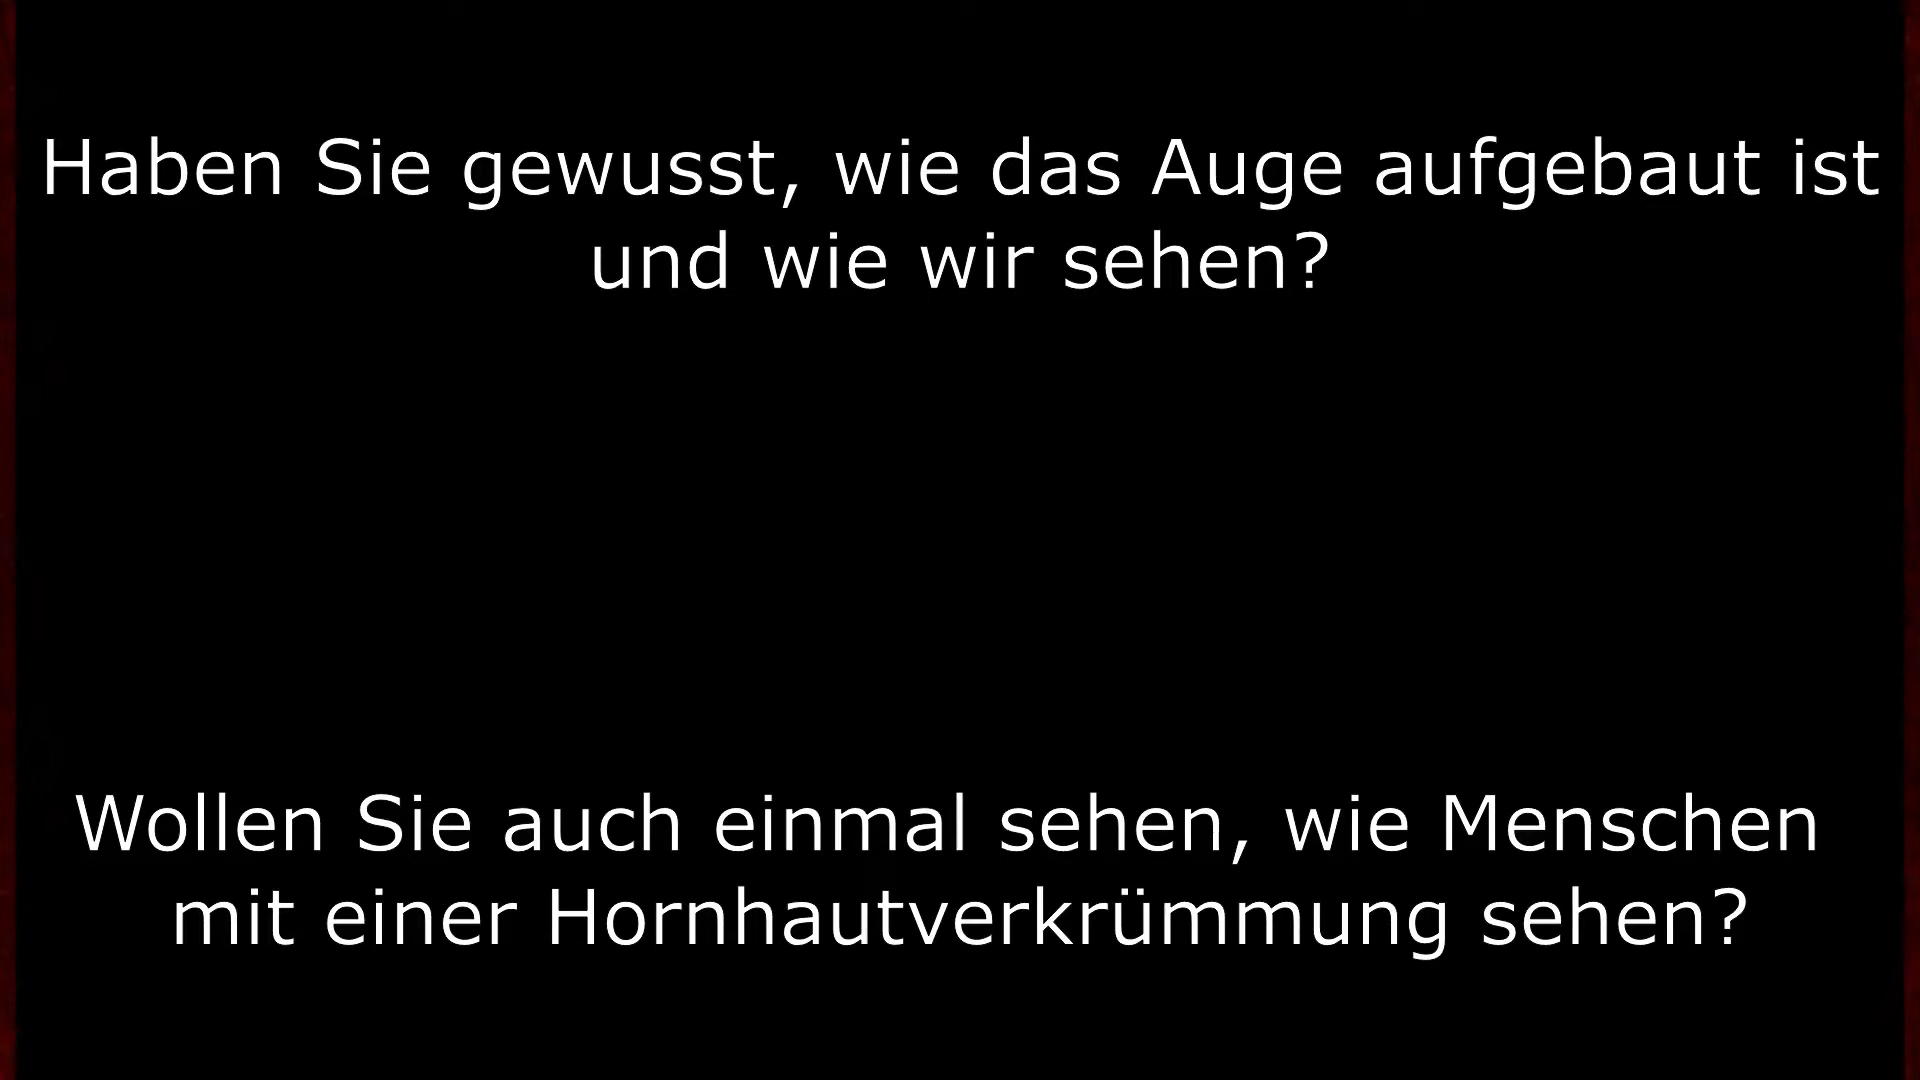 Haben Sie gewusst, wie das Auge aufgebaut ist
und wie wir sehen?
Wollen Sie auch einmal sehen, wie Menschen
mit einer Hornhautverkrümmung sehen?